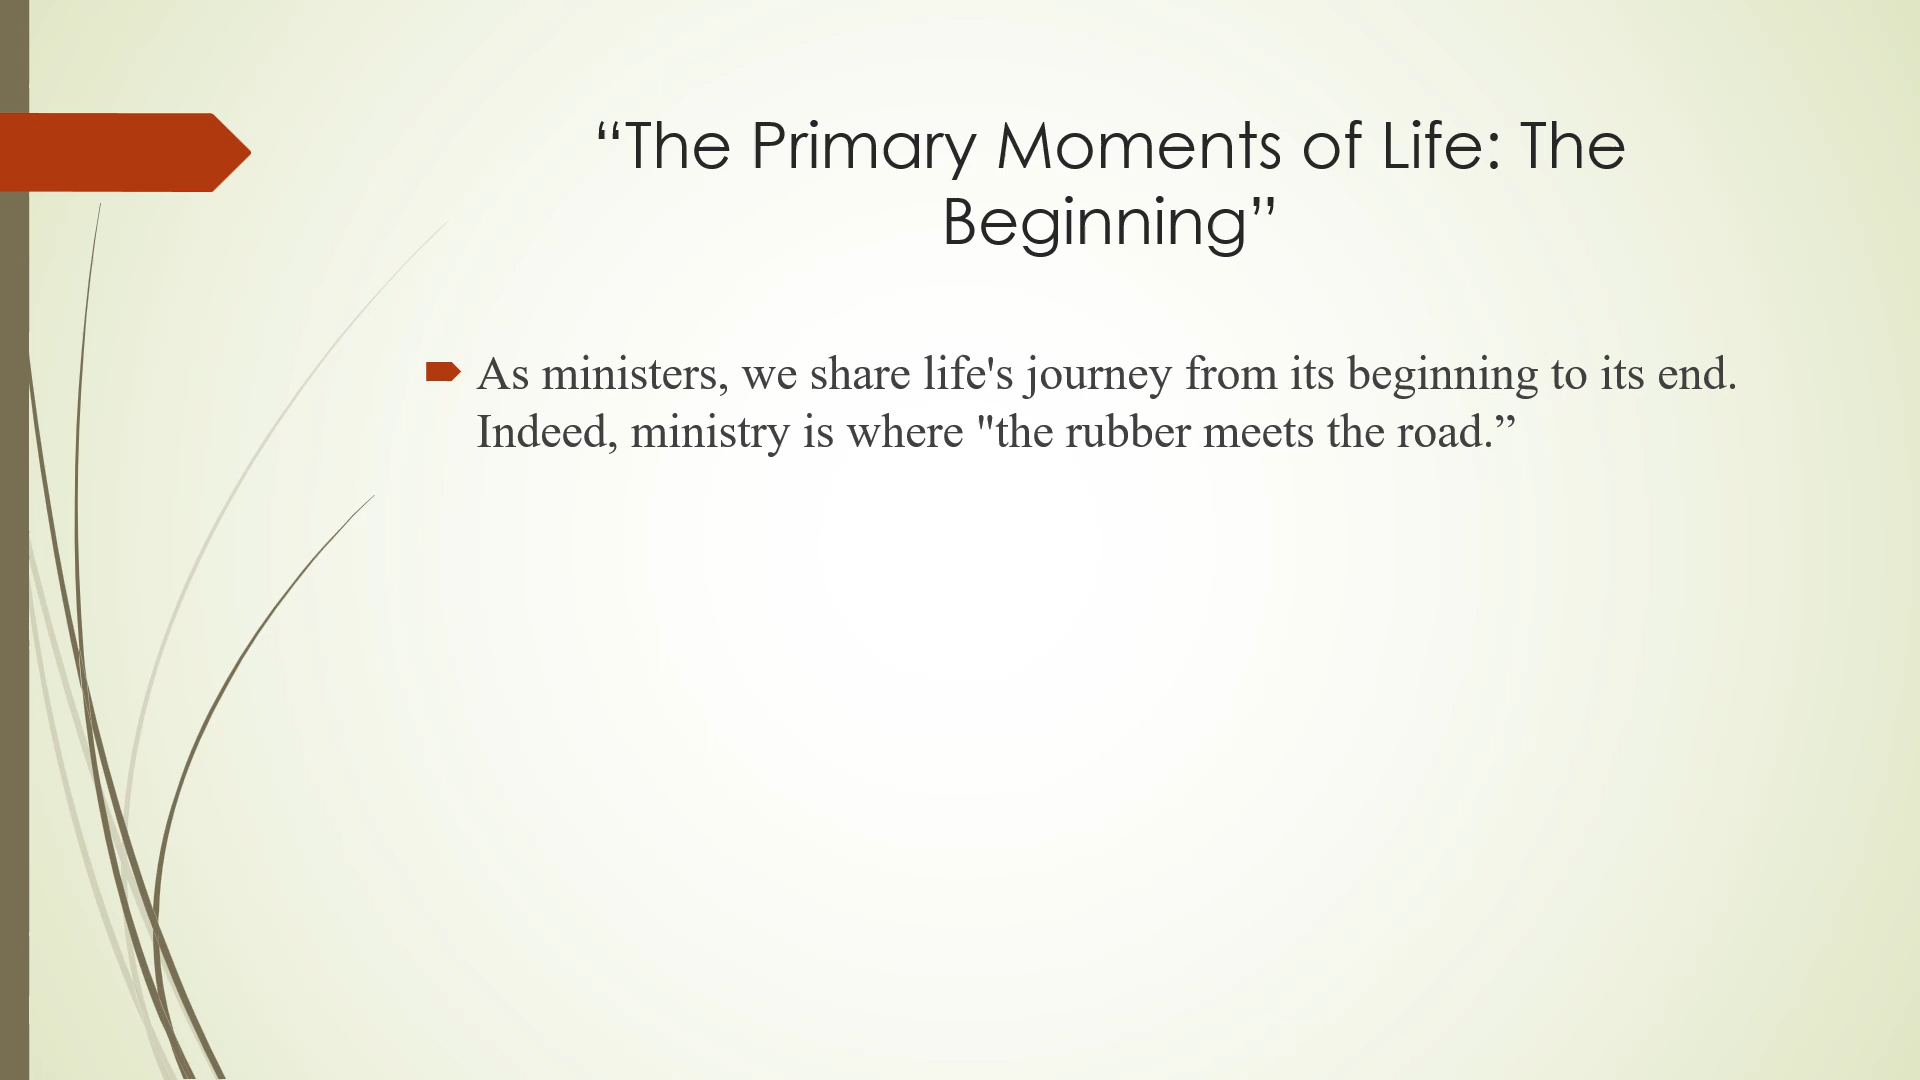 “The Primary Moments of Life: The
Beginning”
As ministers, we share life's journey from its beginning to its end.
Indeed, ministry is where "the rubber meets the road.”